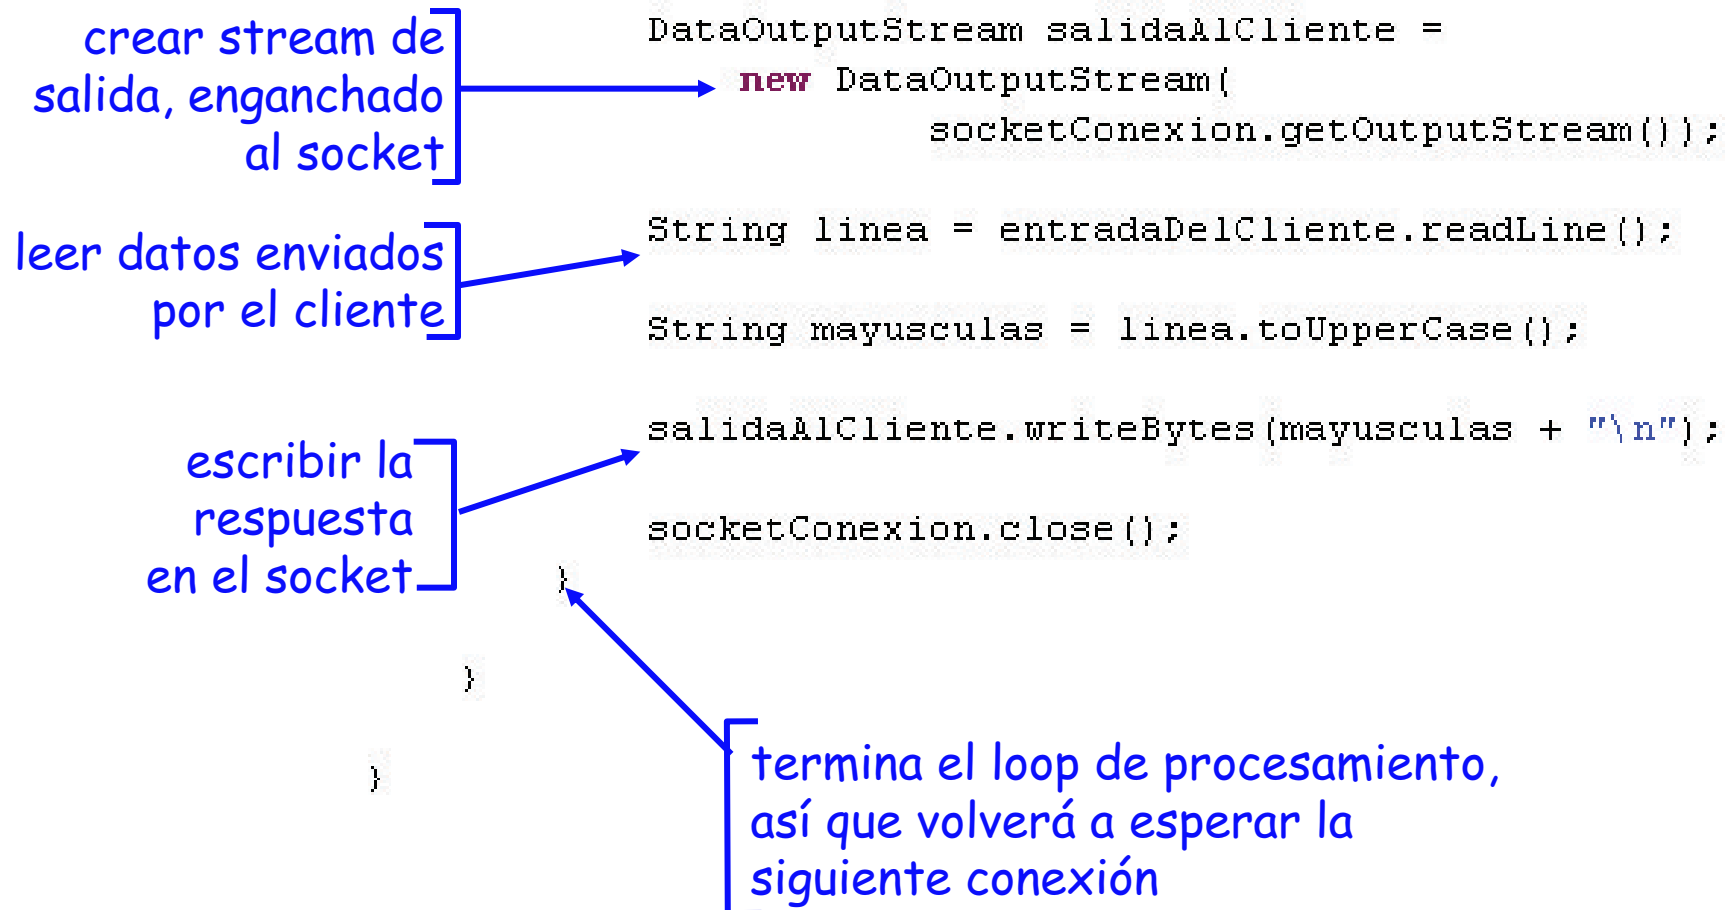 crear stream de
salida, enganchado
al socket
DataOutputStream salidaAlCliente =
new DataOutputStream(
socketConexion.getOutputStream());
leer datos enviados
por el cliente
String linea = entradaDelCliente.readLine();
String mayusculas = linea.toUpperCase();
escribir la
respuesta
en el socket
salidaAlCliente.writeBytes(mayusculas + "\n");
socketConexion.close();
}
}
}
termina el loop de procesamiento,
así que volverá a esperar la
siguiente conexión